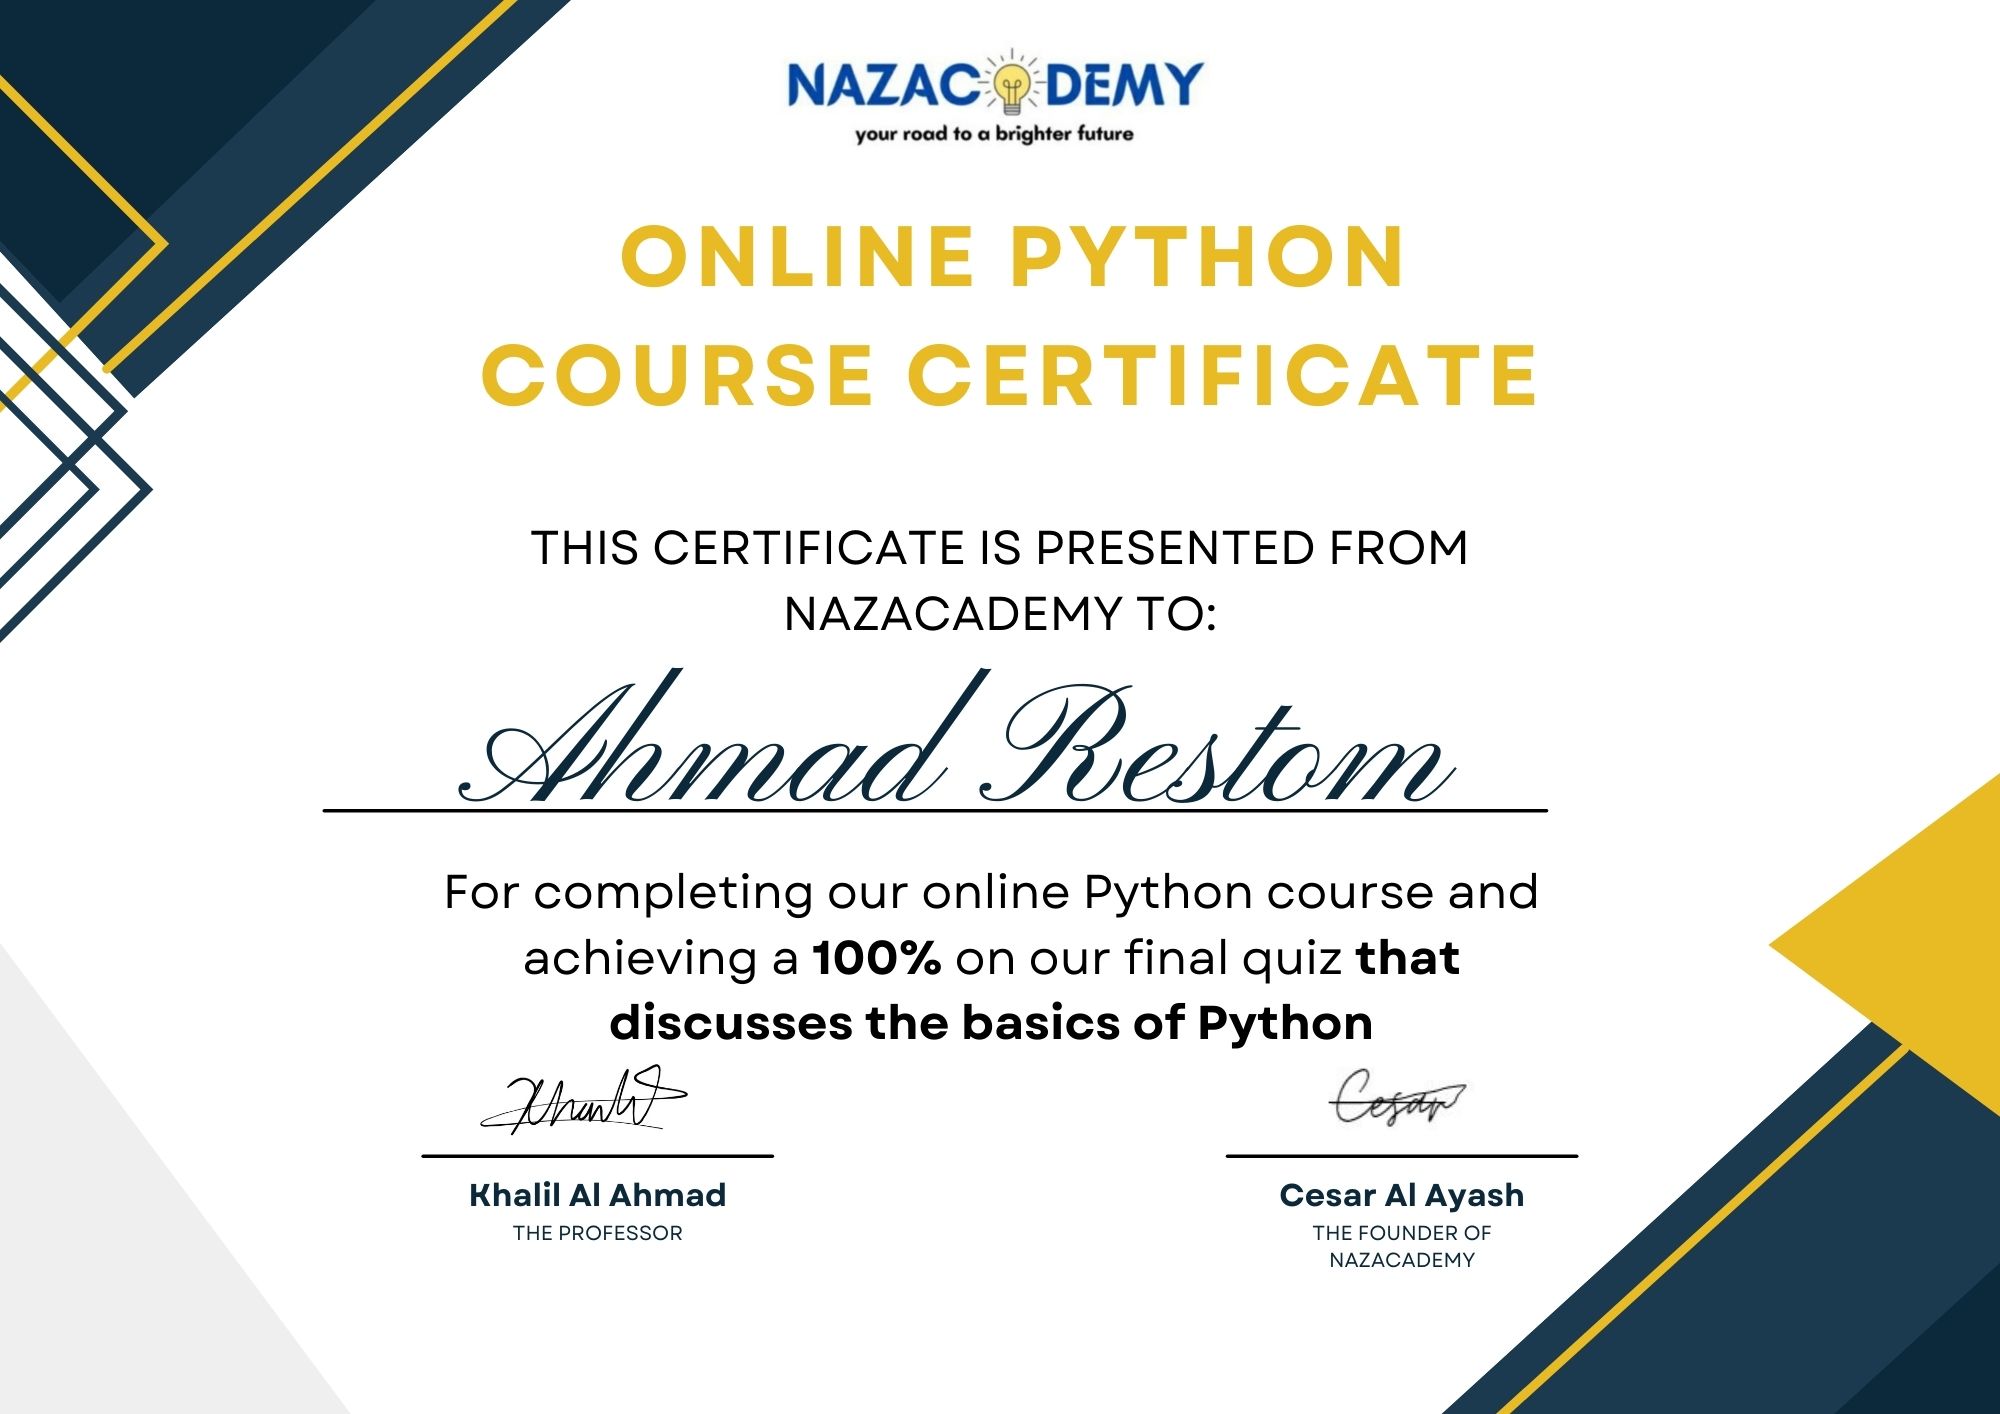 NAZACADEMY
your road to a brighter future
ONLINE PYTHON
COURSE CERTIFICATE
THIS CERTIFICATE IS PRESENTED FROM
NAZACADEMY TO:
Ahmad Restom
For completing our online Python course and
achieving a 100% on our final quiz that
discusses the basics of Python
Cesar
Khalil Al Ahmad
THE PROFESSOR
Cesar Al Ayash
THE FOUNDER OF
NAZACADEMY